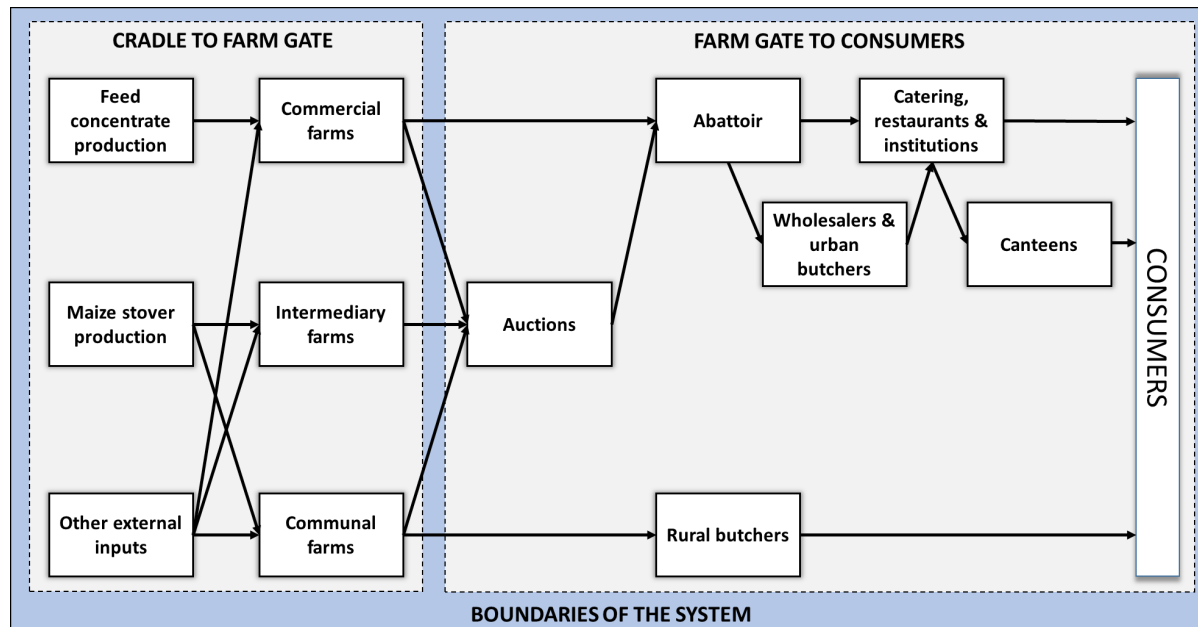 CRADLE TO FARM GATE
FARM GATE TO CONSUMERS
Feed
concentrate
production
Commercial
farms
Abattoir
Catering,
restaurants &
institutions
Wholesalers &
urban
butchers
Canteens
Maize stover
production
Intermediary
farms
Auctions
CONSUMERS
Other external
inputs
Communal
farms
Rural butchers
BOUNDARIES OF THE SYSTEM